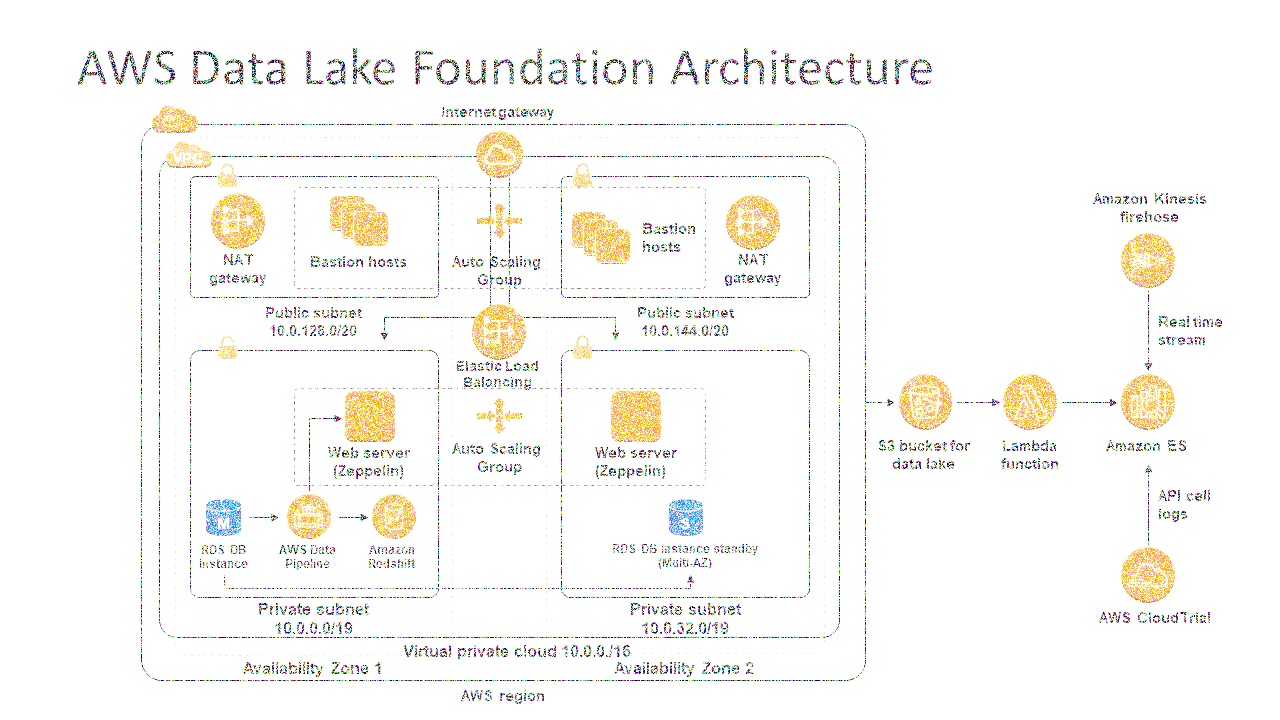 AWS Data Lake Foundation Architecture
Internet gateway
VPC
NAT
gateway
Bastion hosts
Auto Scaling
Group
Bastion
hosts
NAT
gateway
Public subnet
10.0.128.0/20
Public subnet
10.0.144.0/20
Elastic Load
Balancing
Web server
(Zeppelin)
Auto Scaling
Group
Web server
(Zeppelin)
M
RDS DB
instance
AWS Data
Pipeline
Amazon
Redshift
S
RDS DB instance standby
(Multi-AZ)
Private subnet
10.0.0.0/19
Private subnet
10.0.32.0/19
Virtual private cloud 10.0.0./16
Availability Zone 1
Availability Zone 2
AWS region
Amazon Kinesis
firehose
Real time
stream
S3 bucket for
data lake
Lambda
function
Amazon ES
API cell
logs
AWS CloudTrial